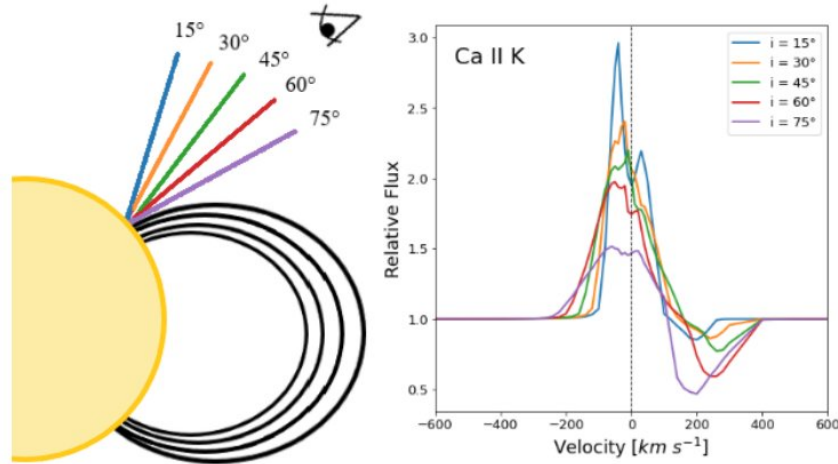 15°
30°
45°
60°
75°
Ca II K
i = 15°
i = 30°
i = 45°
i = 60°
i = 75°
Relative Flux
3.0
2.5
2.0
1.5
1.0
0.5
−600
−400
−200
0
200
400
600
Velocity [km s⁻¹]